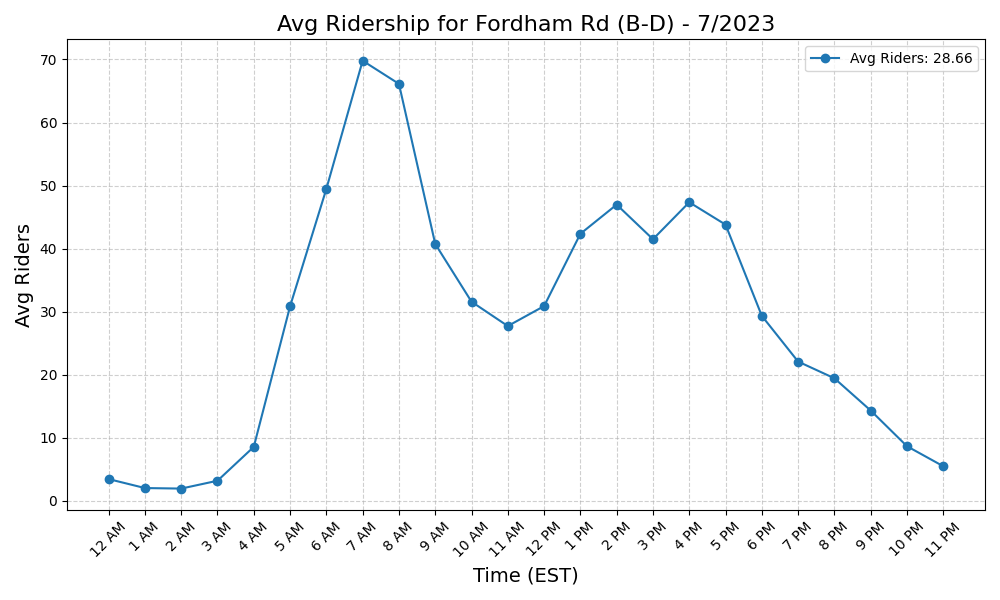 Avg Ridership for Fordham Rd (B-D) - 7/2023
Avg Riders: 28.66
Avg Riders
70
60
50
40
30
20
10
0
12 AM
1 AM
2 AM
3 AM
4 AM
5 AM
6 AM
7 AM
8 AM
9 AM
10 AM
11 AM
12 PM
1 PM
2 PM
3 PM
4 PM
5 PM
6 PM
7 PM
8 PM
9 PM
10 PM
11 PM
Time (EST)